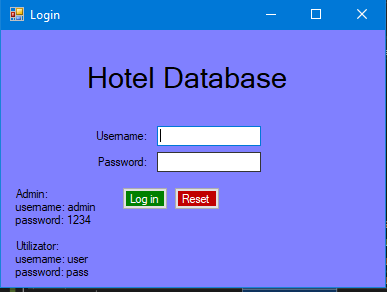 Login
Hotel Database
Username:
Password:
Log in
Reset
Admin:
username: admin
password: 1234
Utilizator:
username: user
password: pass